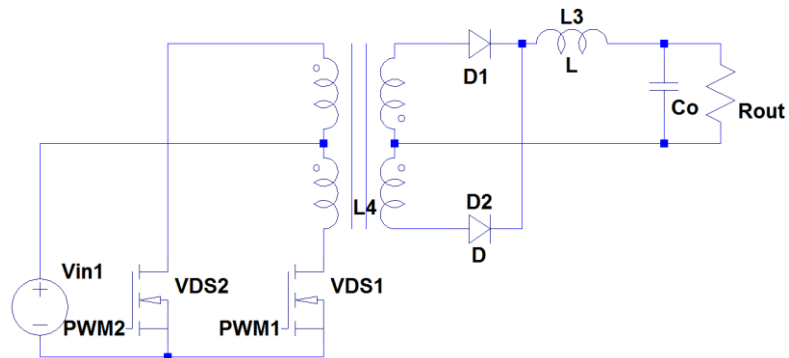 L3
D1
L
Co
Rout
L4
D2
D
Vin1
VDS2
VDS1
PWM2
PWM1